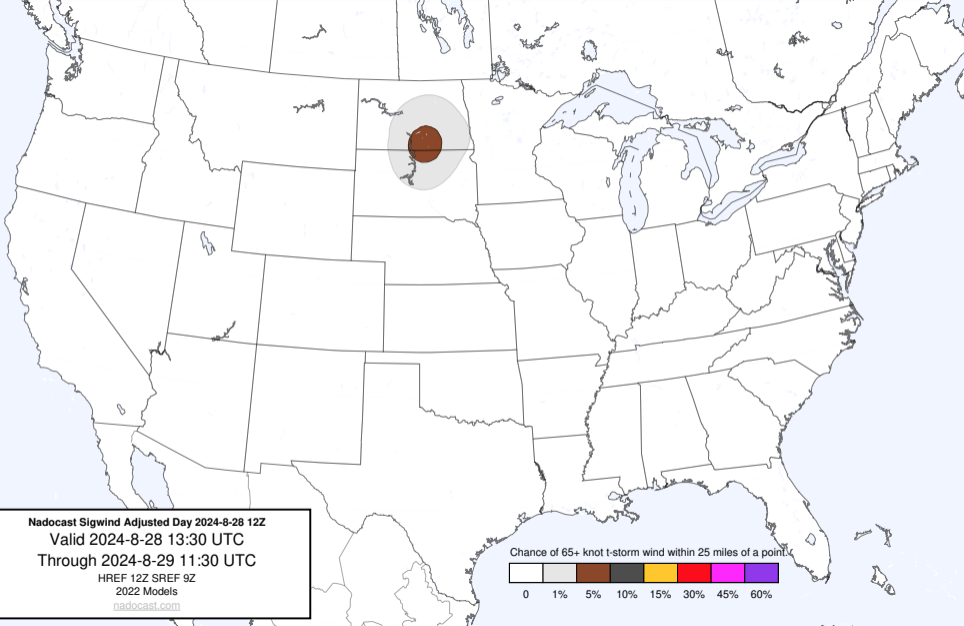 Nadocast Sigwind Adjusted Day 2024-8-28 12Z
Valid 2024-8-28 13:30 UTC
Through 2024-8-29 11:30 UTC
HREF 12Z SREF 9Z
2022 Models
nadocast.com
Chance of 65+ knot t-storm wind within 25 miles of a point.
0 1% 5% 10% 15% 30% 45% 60%